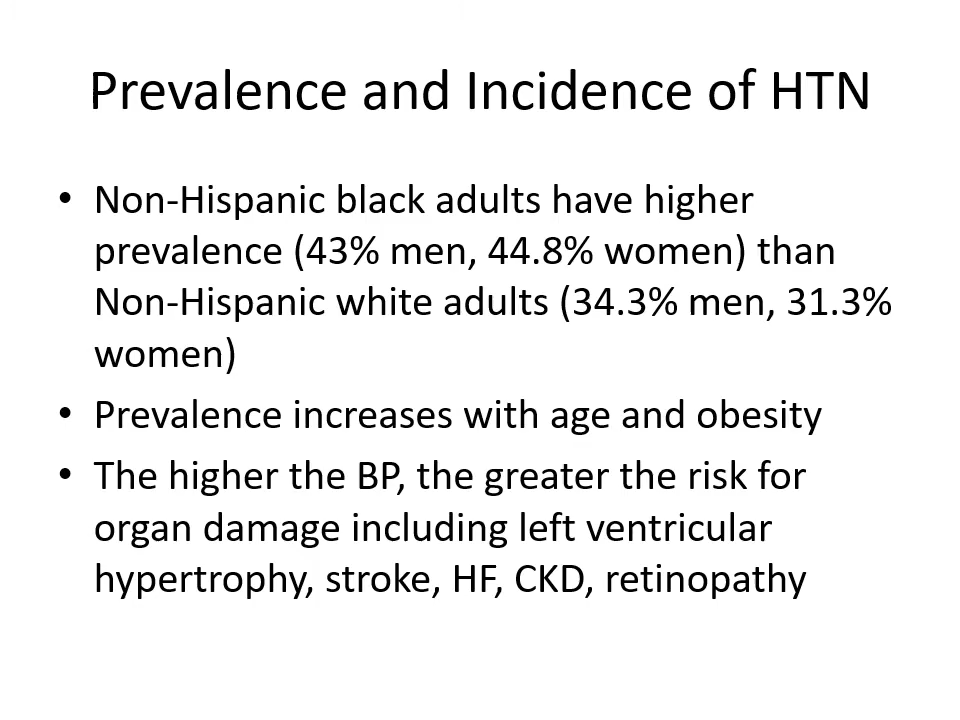 Prevalence and Incidence of HTN
• Non-Hispanic black adults have higher
prevalence (43% men, 44.8% women) than
Non-Hispanic white adults (34.3% men, 31.3%
women)
• Prevalence increases with age and obesity
• The higher the BP, the greater the risk for
organ damage including left ventricular
hypertrophy, stroke, HF, CKD, retinopathy